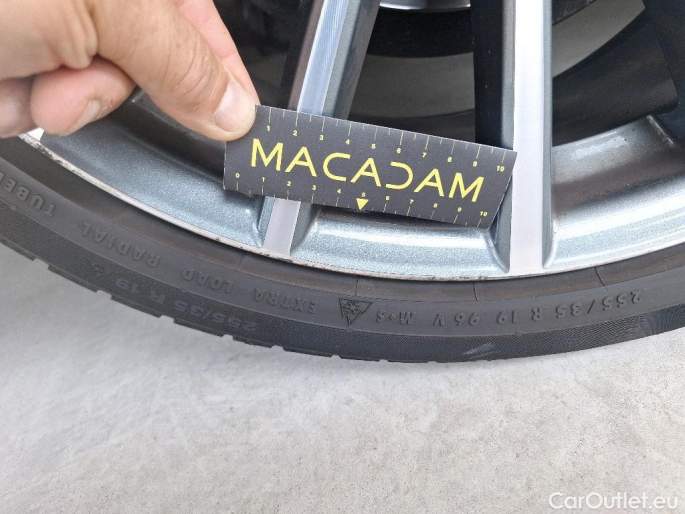 1 2 3 4 5 6 7 8 9 10
MACADAM
0 1 2 3 4 5 6 7 8 9 10
TUBEL
255/35 R 19 EXTRA LOAD RADIAL
M+S
255/35 R 19 96 V
CarOutlet.eu